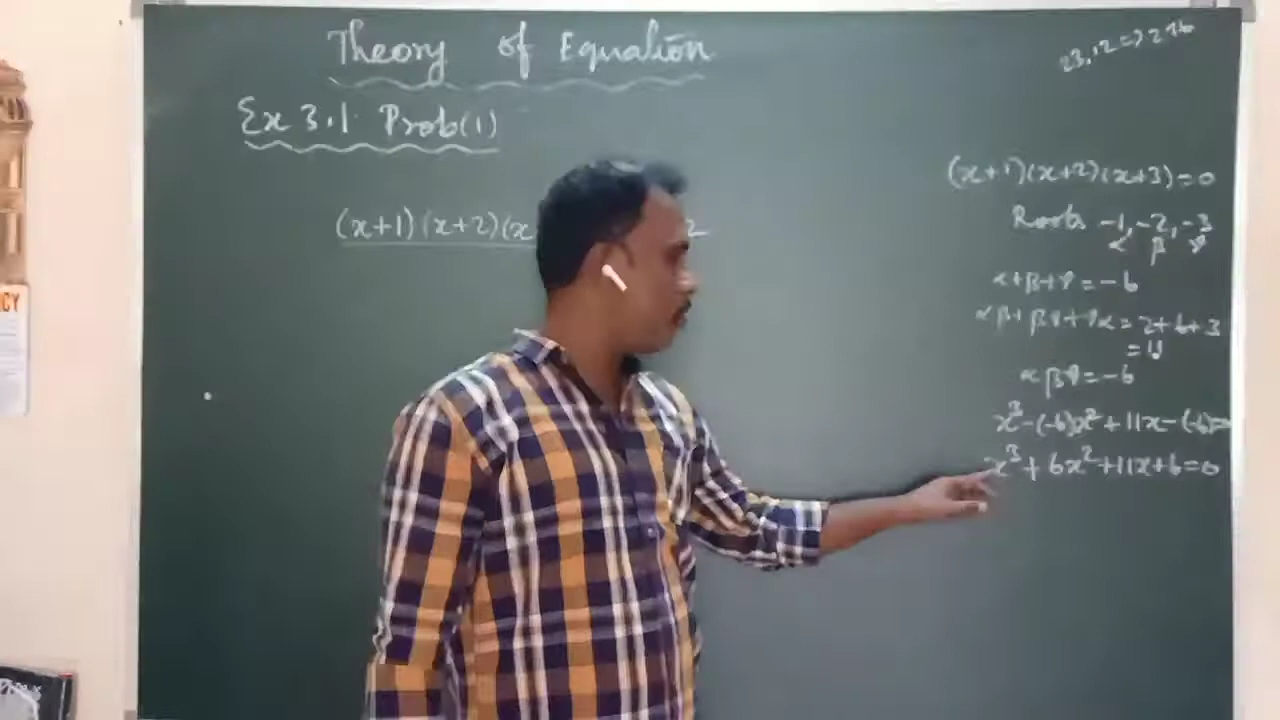 Theory of Equation
Ex 3.1. Prob(1)
(x+1)(x+2)(x 2
(x+1)(x+2)(x+3)=0
Roots -1,-2,-3
α β γ
α+β+γ=-6
αβ+βγ+γα=2+6+3
=11
αβγ=-6
x³-(-6)x²+11x-(-6)=
x³+6x²+11x+6=0
CY